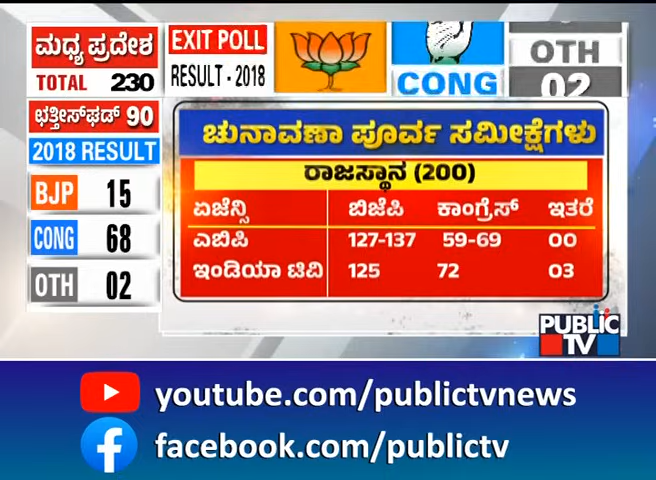 ಮಧ್ಯ ಪ್ರದೇಶ
TOTAL 230
EXIT POLL
RESULT - 2018
CONG
OTH
02
ಛತ್ತೀಸ್‌ಘಡ್ 90
2018 RESULT
BJP 15
CONG 68
OTH 02
ಚುನಾವಣಾ ಪೂರ್ವ ಸಮೀಕ್ಷೆಗಳು
ರಾಜಸ್ಥಾನ (200)
ಏಜೆನ್ಸಿ ಬಿಜೆಪಿ ಕಾಂಗ್ರೆಸ್ ಇತರೆ
ಎಬಿಪಿ 127-137 59-69 00
ಇಂಡಿಯಾ ಟಿವಿ 125 72 03
PUBLIC
TV
youtube.com/publictvnews
facebook.com/publictv